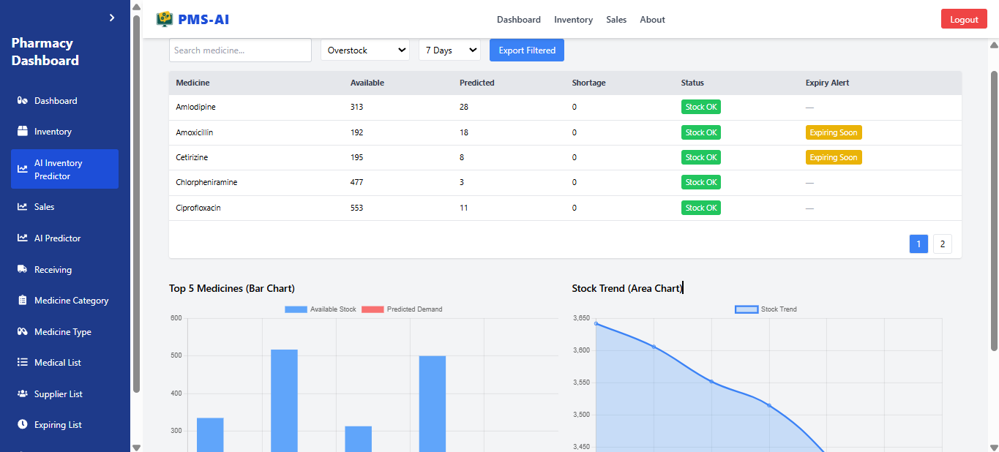 Pharmacy
Dashboard
Dashboard
Inventory
AI Inventory
Predictor
Sales
AI Predictor
Receiving
Medicine Category
Medicine Type
Medical List
Supplier List
Expiring List
PMS-AI
Dashboard Inventory Sales About
Logout
Search medicine... Overstock 7 Days Export Filtered
Medicine Available Predicted Shortage Status Expiry Alert
Amlodipine 313 28 0 Stock OK —
Amoxicillin 192 18 0 Stock OK Expiring Soon
Cetirizine 195 8 0 Stock OK Expiring Soon
Chlorpheniramine 477 3 0 Stock OK —
Ciprofloxacin 553 11 0 Stock OK —
1 2
Top 5 Medicines (Bar Chart)
Available Stock Predicted Demand
600
500
400
300
Stock Trend (Area Chart)
Stock Trend
3,650
3,600
3,550
3,500
3,450